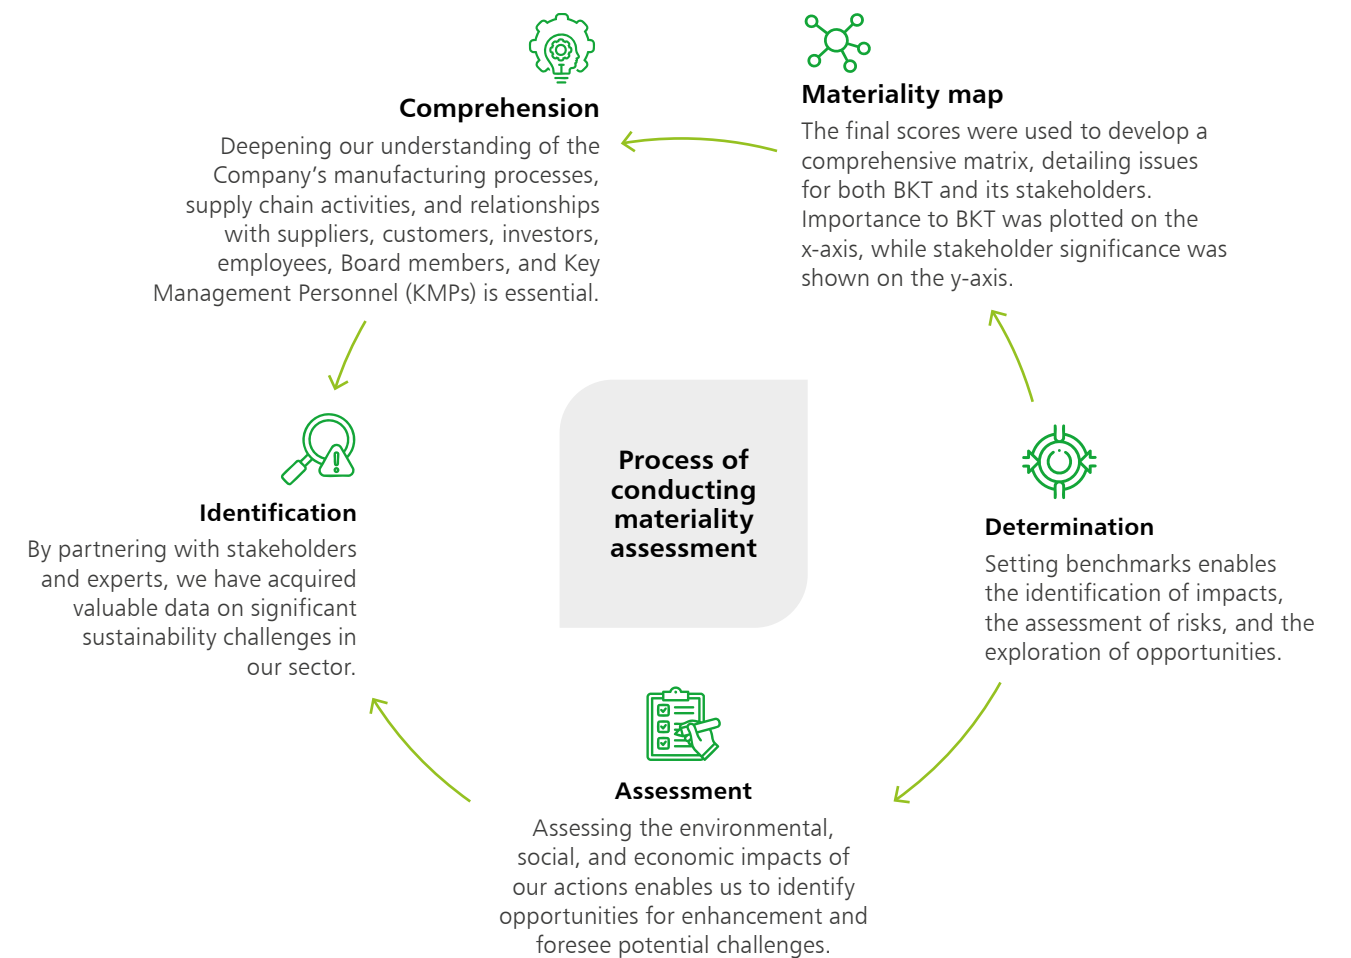 Comprehension
Deepening our understanding of the
Company’s manufacturing processes,
supply chain activities, and relationships
with suppliers, customers, investors,
employees, Board members, and Key
Management Personnel (KMPs) is essential.
Materiality map
The final scores were used to develop a
comprehensive matrix, detailing issues
for both BKT and its stakeholders.
Importance to BKT was plotted on the
x-axis, while stakeholder significance was
shown on the y-axis.
Process of
conducting
materiality
assessment
Identification
By partnering with stakeholders
and experts, we have acquired
valuable data on significant
sustainability challenges in
our sector.
Determination
Setting benchmarks enables
the identification of impacts,
the assessment of risks, and the
exploration of opportunities.
Assessment
Assessing the environmental,
social, and economic impacts of
our actions enables us to identify
opportunities for enhancement and
foresee potential challenges.